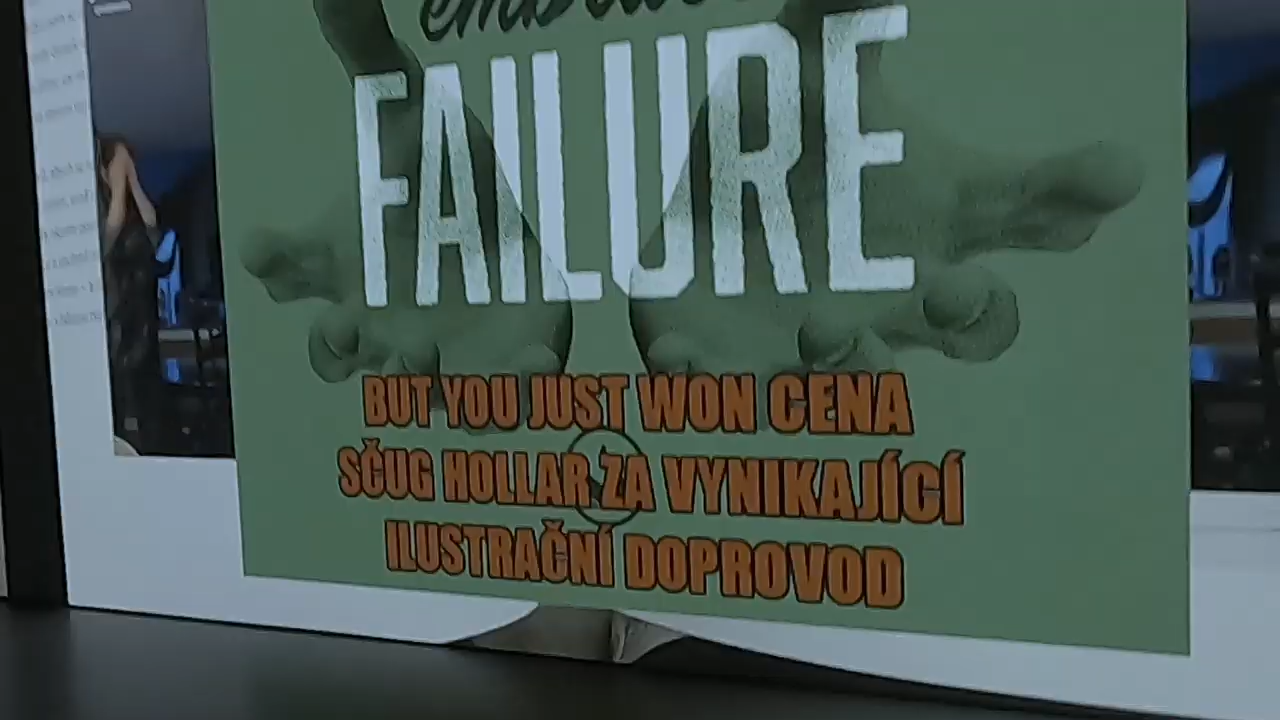 FAILURE
BUT YOU JUST WON CENA
SČUG HOLLAR ZA VYNIKAJÍCÍ
ILUSTRAČNÍ DOPROVOD